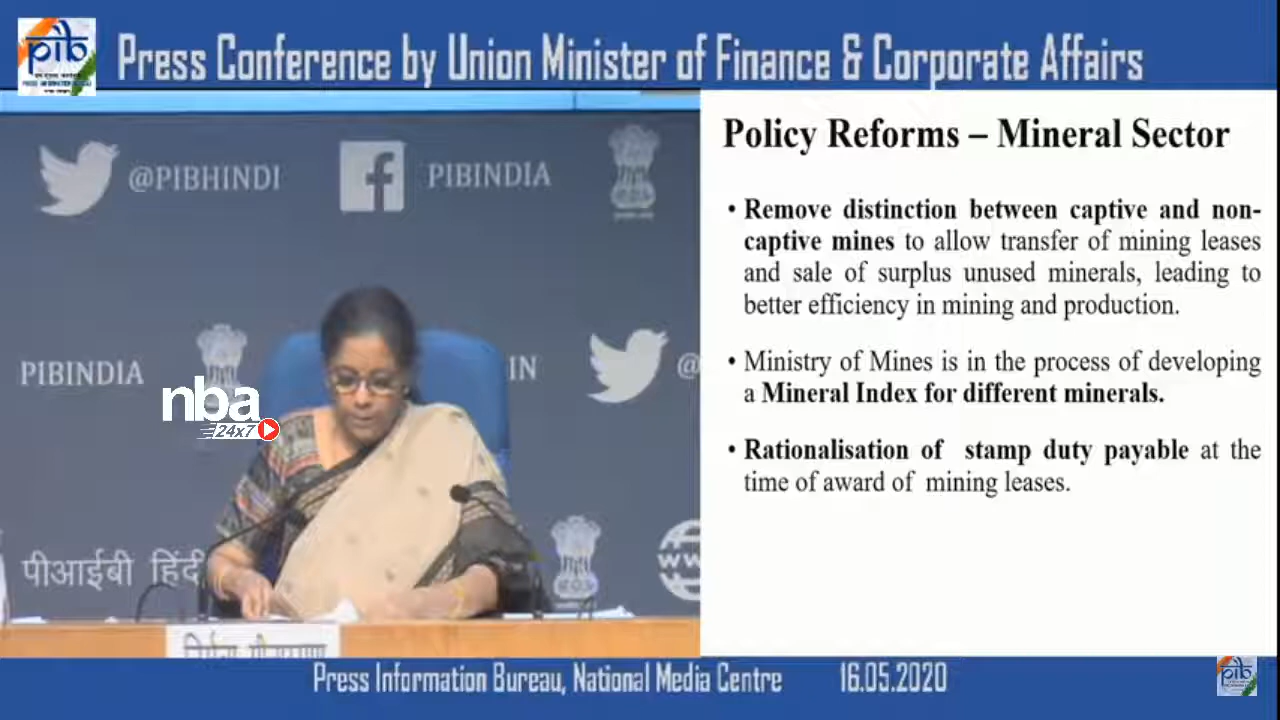 pib
Press Conference by Union Minister of Finance & Corporate Affairs
@PIBHINDI
PIBINDIA
PIBINDIA
IN
@
nba
24x7
पीआईबी हिंदी
Policy Reforms – Mineral Sector
• Remove distinction between captive and non-
captive mines to allow transfer of mining leases
and sale of surplus unused minerals, leading to
better efficiency in mining and production.
• Ministry of Mines is in the process of developing
a Mineral Index for different minerals.
• Rationalisation of stamp duty payable at the
time of award of mining leases.
Press Information Bureau, National Media Centre 16.05.2020
pib